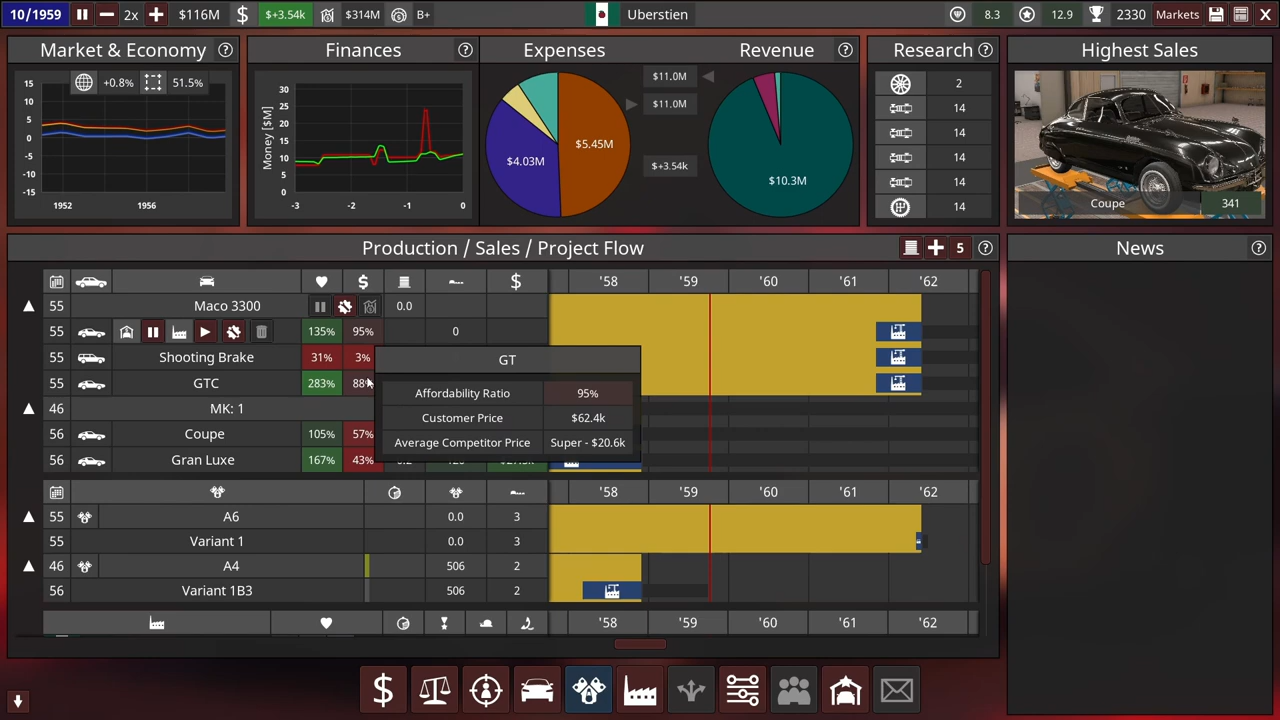 10/1959 2x $116M $+3.54k $314M B+ Uberstien 8.3 12.9 2330 Markets
Market & Economy Finances Expenses Revenue Research Highest Sales
+0.8% 51.5%
15
10
5
0
-5
-10
-15
1952 1956
Money [$M]
30
25
20
15
10
5
0
-3 -2 -1 0
$4.03M $5.45M
$11.0M
$11.0M
$+3.54k
$10.3M
2
14
14
14
14
14
Coupe 341
Production / Sales / Project Flow 5
News
$ $ '58 '59 '60 '61 '62
55 Maco 3300 0.0
55 135% 95% 0
55 Shooting Brake 31% 3%
55 GTC 283% 88%
46 MK: 1
56 Coupe 105% 57%
56 Gran Luxe 167% 43%
GT
Affordability Ratio 95%
Customer Price $62.4k
Average Competitor Price Super - $20.6k
'58 '59 '60 '61 '62
55 A6 0.0 3
55 Variant 1 0.0 3
46 A4 506 2
56 Variant 1B3 506 2
'58 '59 '60 '61 '62